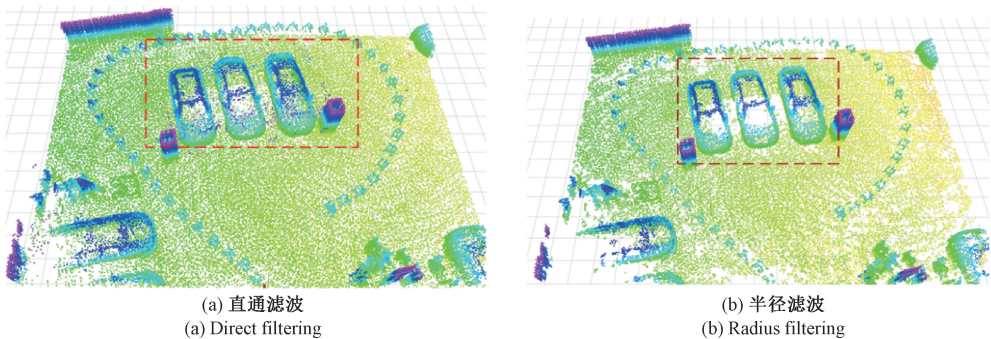 (a) 直通滤波
(a) Direct filtering
(b) 半径滤波
(b) Radius filtering